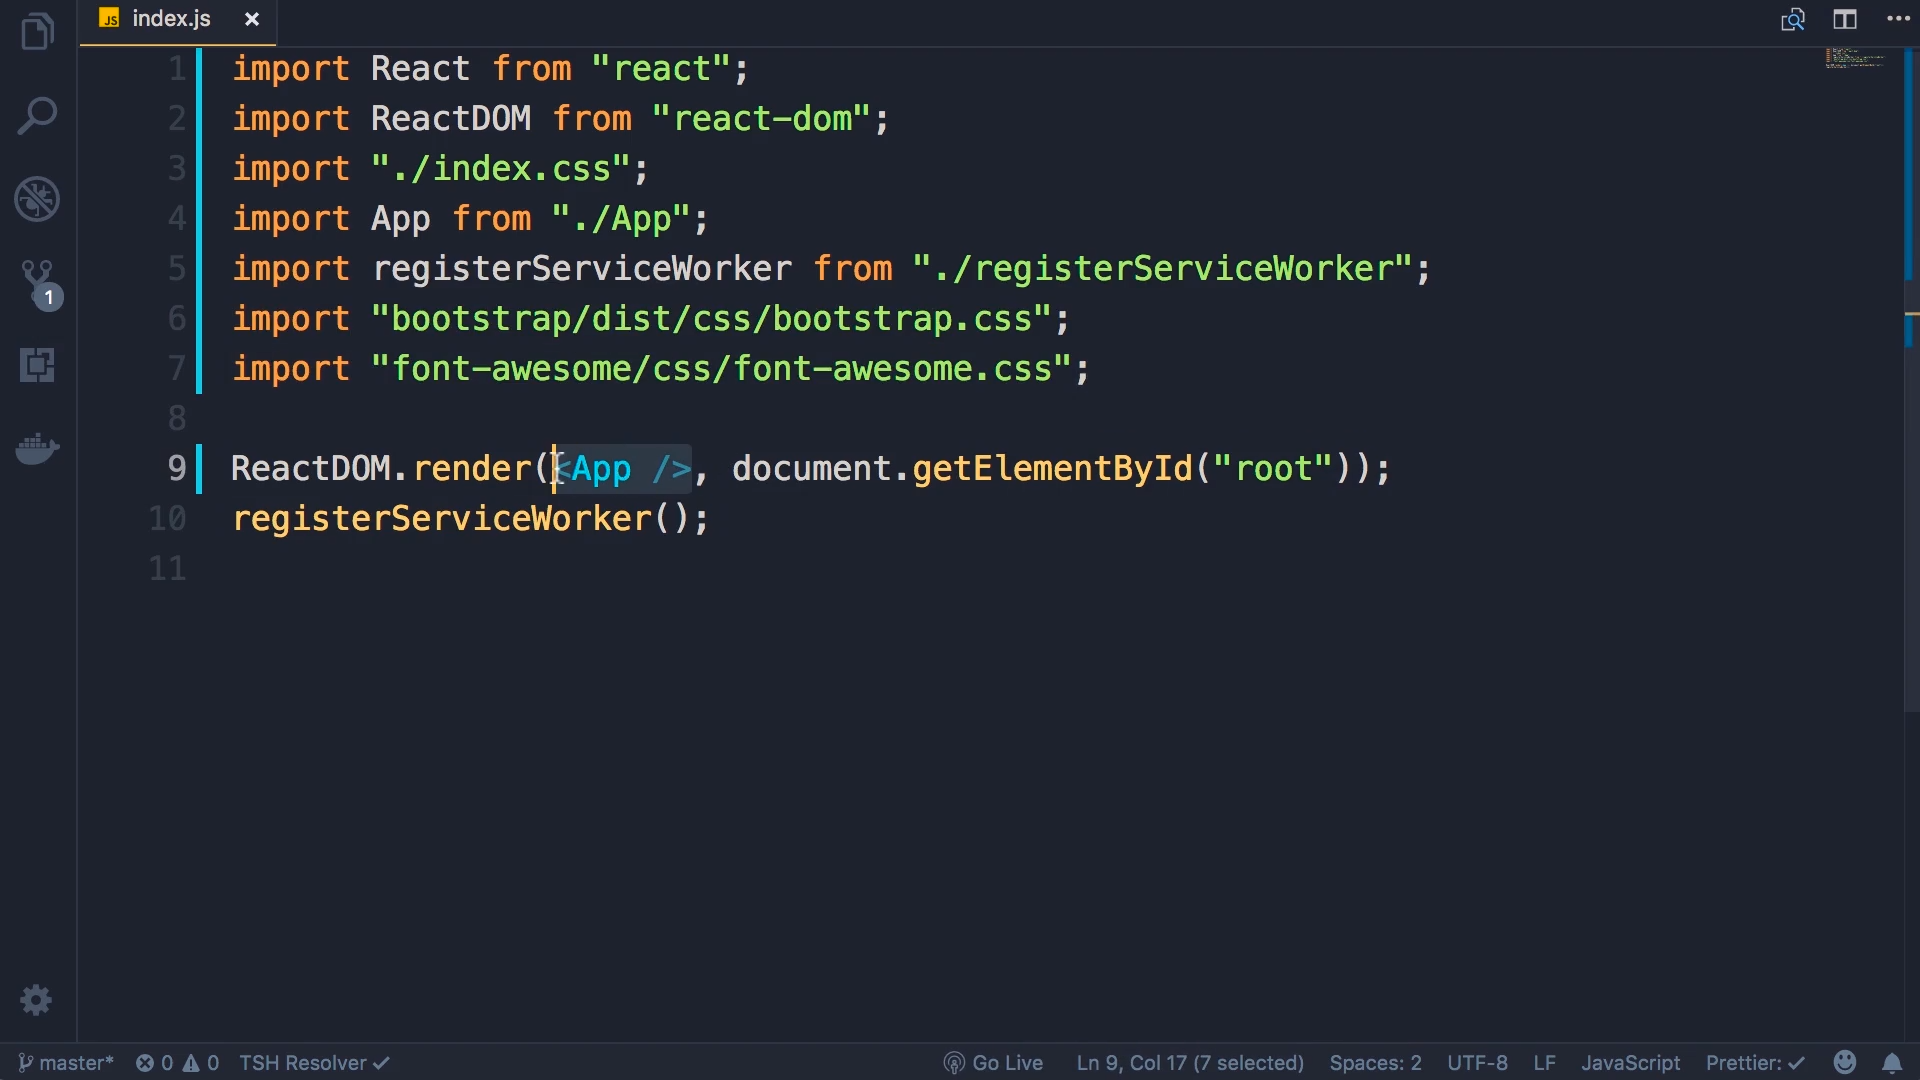 JS index.js ×
1 import React from "react";
2 import ReactDOM from "react-dom";
3 import "./index.css";
4 import App from "./App";
5 import registerServiceWorker from "./registerServiceWorker";
6 import "bootstrap/dist/css/bootstrap.css";
7 import "font-awesome/css/font-awesome.css";
8
9 ReactDOM.render(<App />, document.getElementById("root"));
10 registerServiceWorker();
11
1
master* 0 0 TSH Resolver ✓ Go Live Ln 9, Col 17 (7 selected) Spaces: 2 UTF-8 LF JavaScript Prettier: ✓